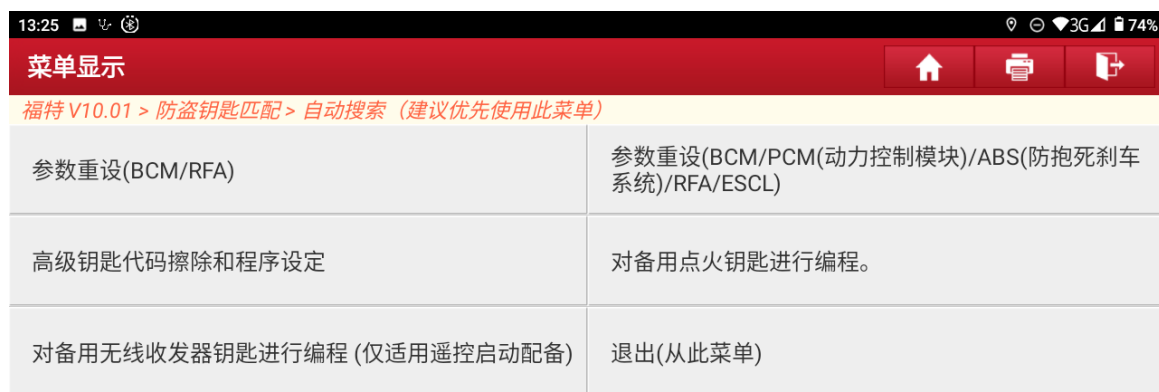 13:25 3G 74%
菜单显示
福特 V10.01 > 防盗钥匙匹配 > 自动搜索（建议优先使用此菜单）
参数重设(BCM/RFA)
参数重设(BCM/PCM(动力控制模块)/ABS(防抱死刹车
系统)/RFA/ESCL)
高级钥匙代码擦除和程序设定
对备用点火钥匙进行编程。
对备用无线收发器钥匙进行编程 (仅适用遥控启动配备)
退出(从此菜单)